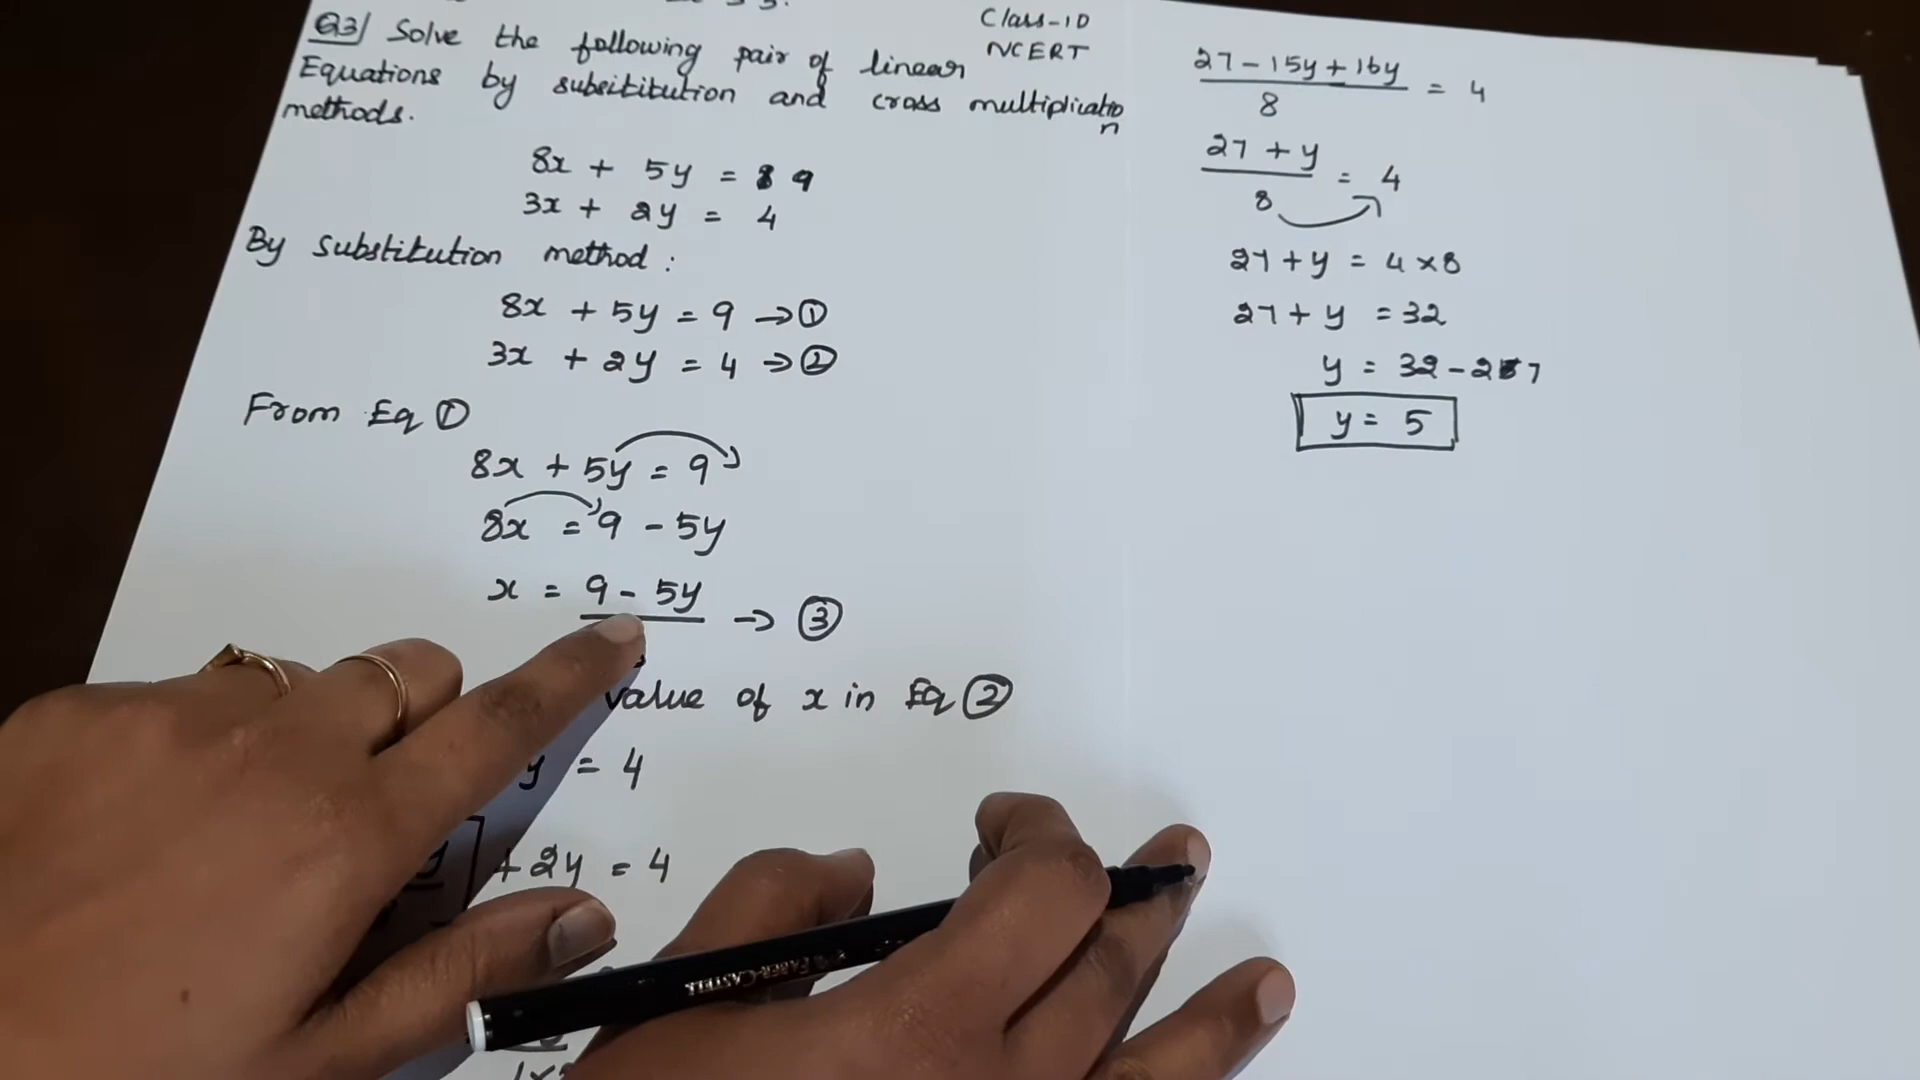 Q3/ Solve the following pair of linear
Class-10
NCERT
Equations by subsititution and cross multiplication
methods.
8x + 5y = 9
3x + 2y = 4
By substitution method :
8x + 5y = 9 → ①
3x + 2y = 4 → ②
From Eq ①
8x + 5y = 9
8x = 9 - 5y
x = 9 - 5y → ③
value of x in Eq ②
y = 4
+ 2y = 4
27 - 15y + 16y = 4
8
27 + y = 4
8
27 + y = 4 x 8
27 + y = 32
y = 32 - 27
y = 5
FABER-CASTELL